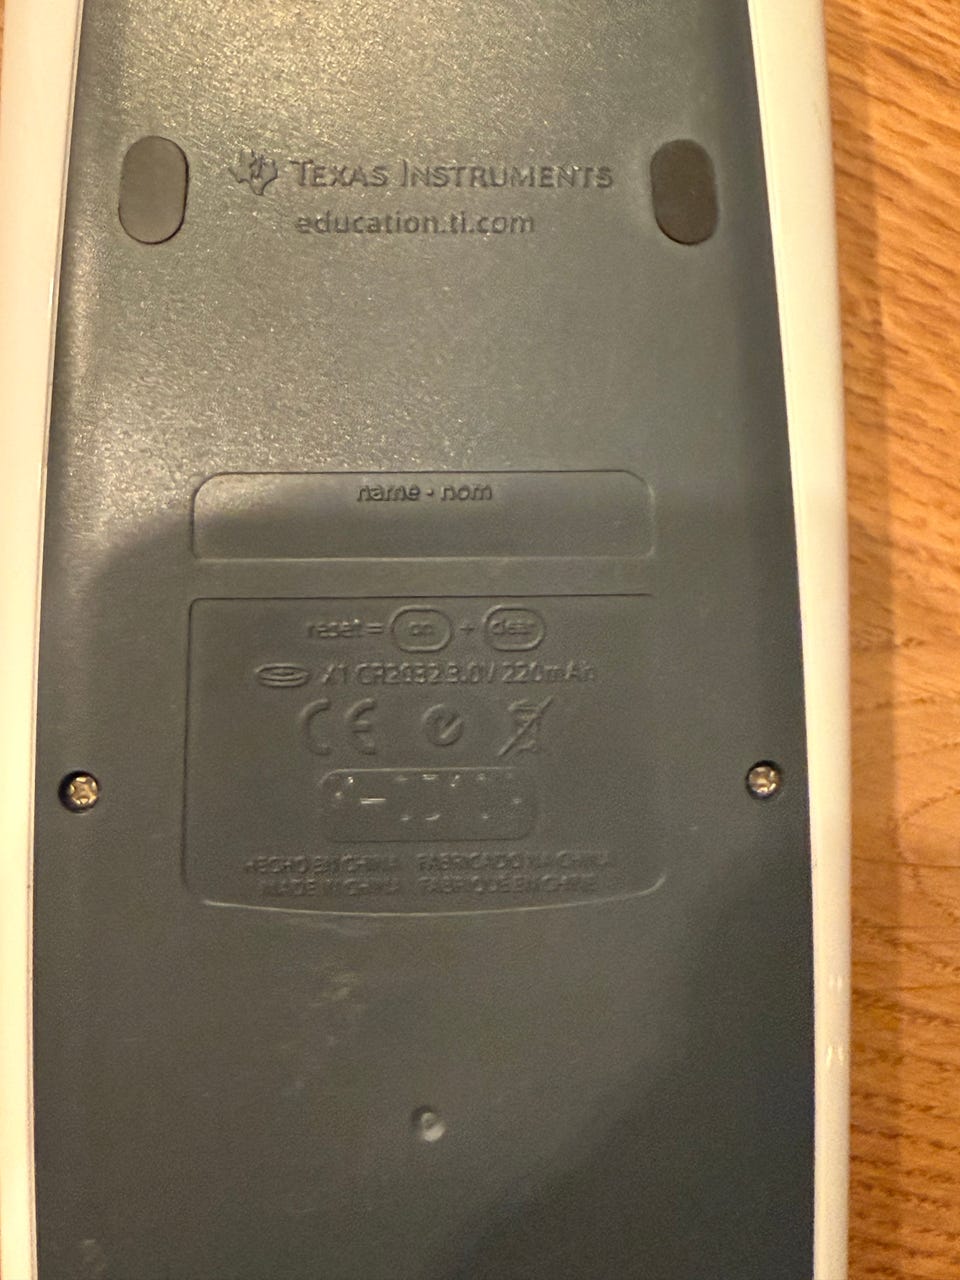 TEXAS INSTRUMENTS
education.ti.com
name - nom
reset = on + clear
X1 CR2032 3.0V 220mAh
CE
HECHO EN CHINA FABRICADO NA CHINA
MADE IN CHINA FABRIQUÉ EN CHINE